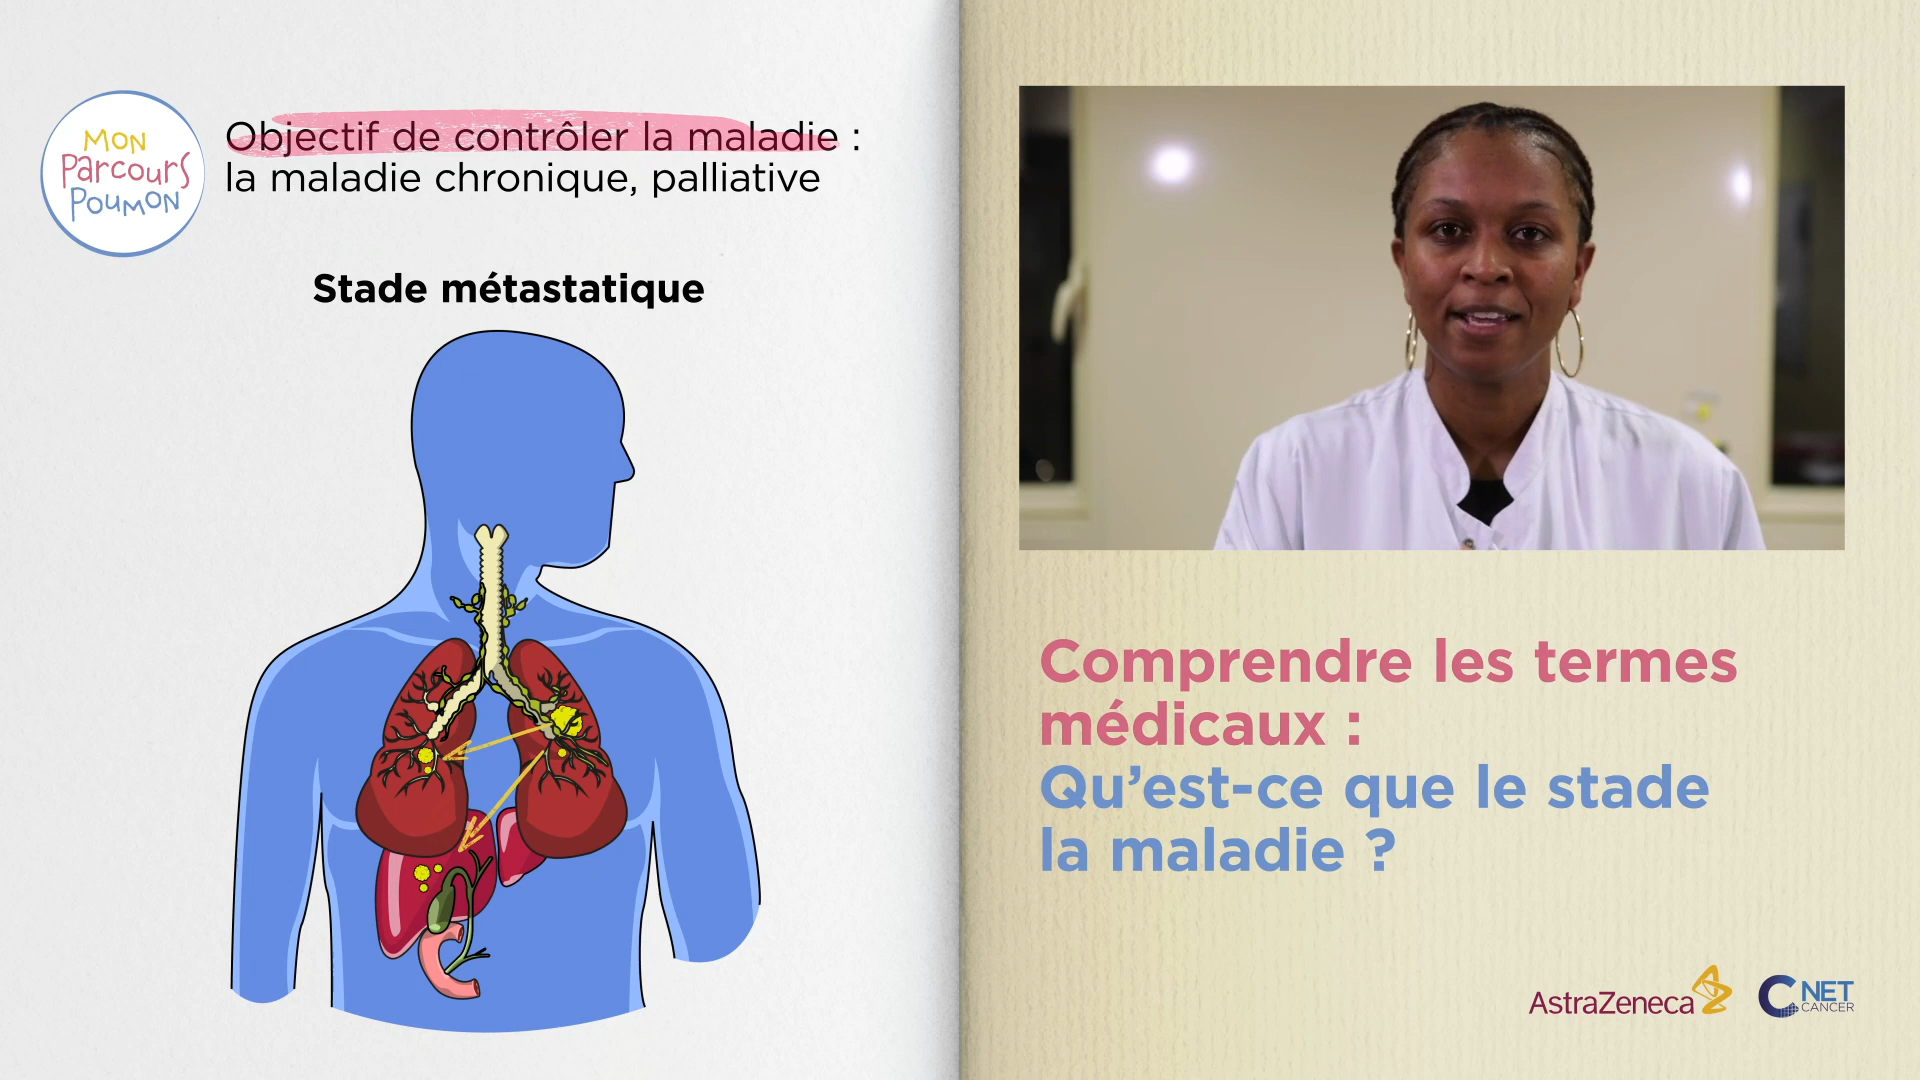 MON
Parcours
POUMON
Objectif de contrôler la maladie :
la maladie chronique, palliative
Stade métastatique
Comprendre les termes
médicaux :
Qu’est-ce que le stade
la maladie ?
AstraZeneca
C NET
CANCER